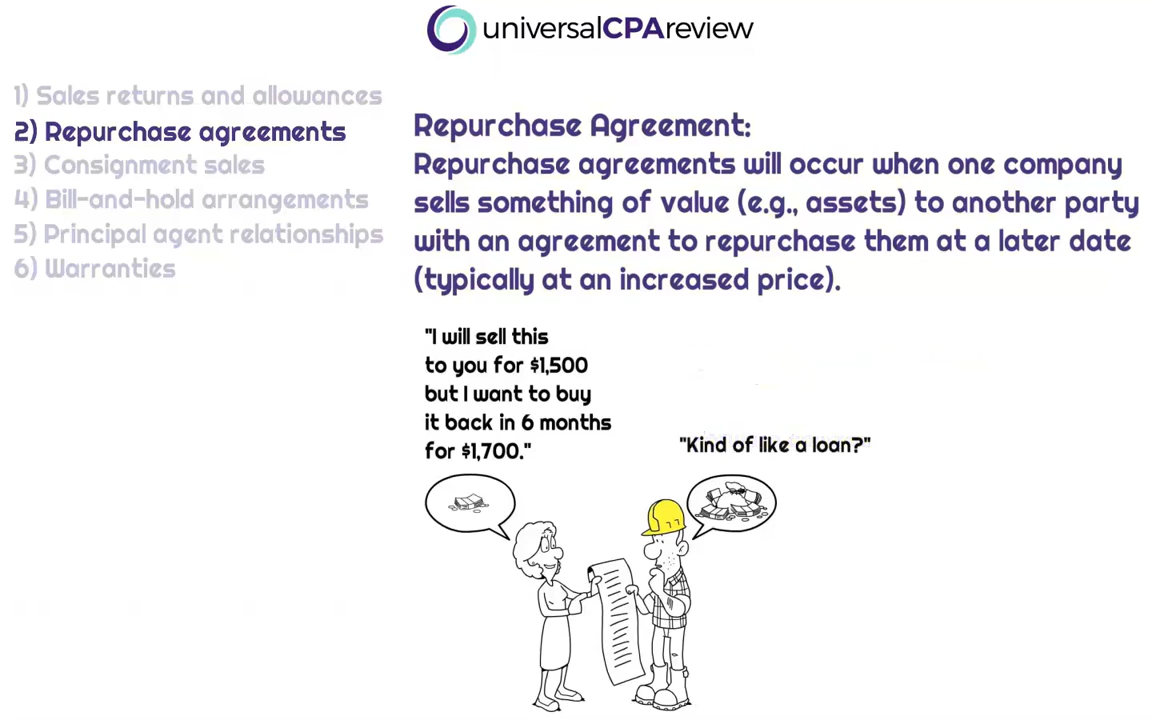 universalCPAreview
1) Sales returns and allowances
2) Repurchase agreements
3) Consignment sales
4) Bill-and-hold arrangements
5) Principal agent relationships
6) Warranties
Repurchase Agreement:
Repurchase agreements will occur when one company
sells something of value (e.g., assets) to another party
with an agreement to repurchase them at a later date
(typically at an increased price).
"I will sell this
to you for $1,500
but I want to buy
it back in 6 months
for $1,700."
"Kind of like a loan?"